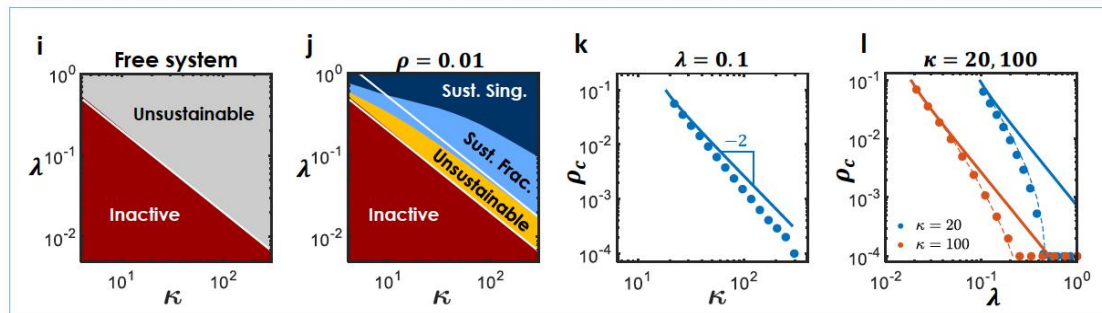 i
Free system
10^0
10^-1
10^-2
λ
Unsustainable
Inactive
10^1
10^2
κ
j
ρ = 0.01
10^0
10^-1
10^-2
λ
Sust. Sing.
Sust. Frac.
Unsustainable
Inactive
10^1
10^2
κ
k
λ = 0.1
10^-1
10^-2
10^-3
10^-4
ρ_c
−2
10^1
10^2
κ
l
κ = 20, 100
10^-1
10^-2
10^-3
10^-4
ρ_c
κ = 20
κ = 100
10^-2
10^-1
10^0
λ